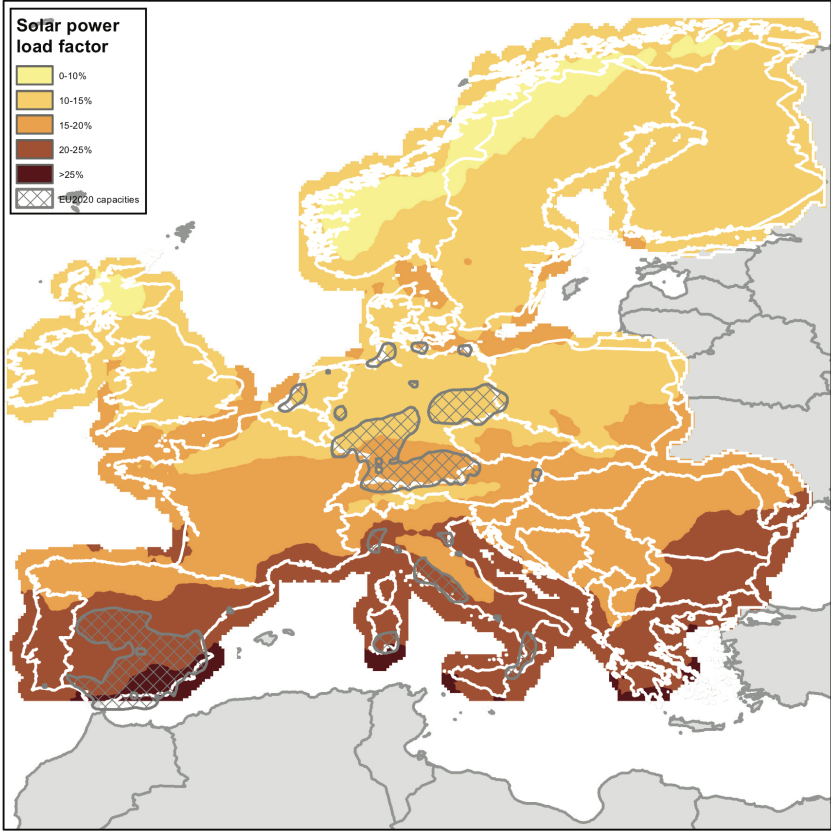 Solar power
load factor
0-10%
10-15%
15-20%
20-25%
>25%
EU2020 capacities